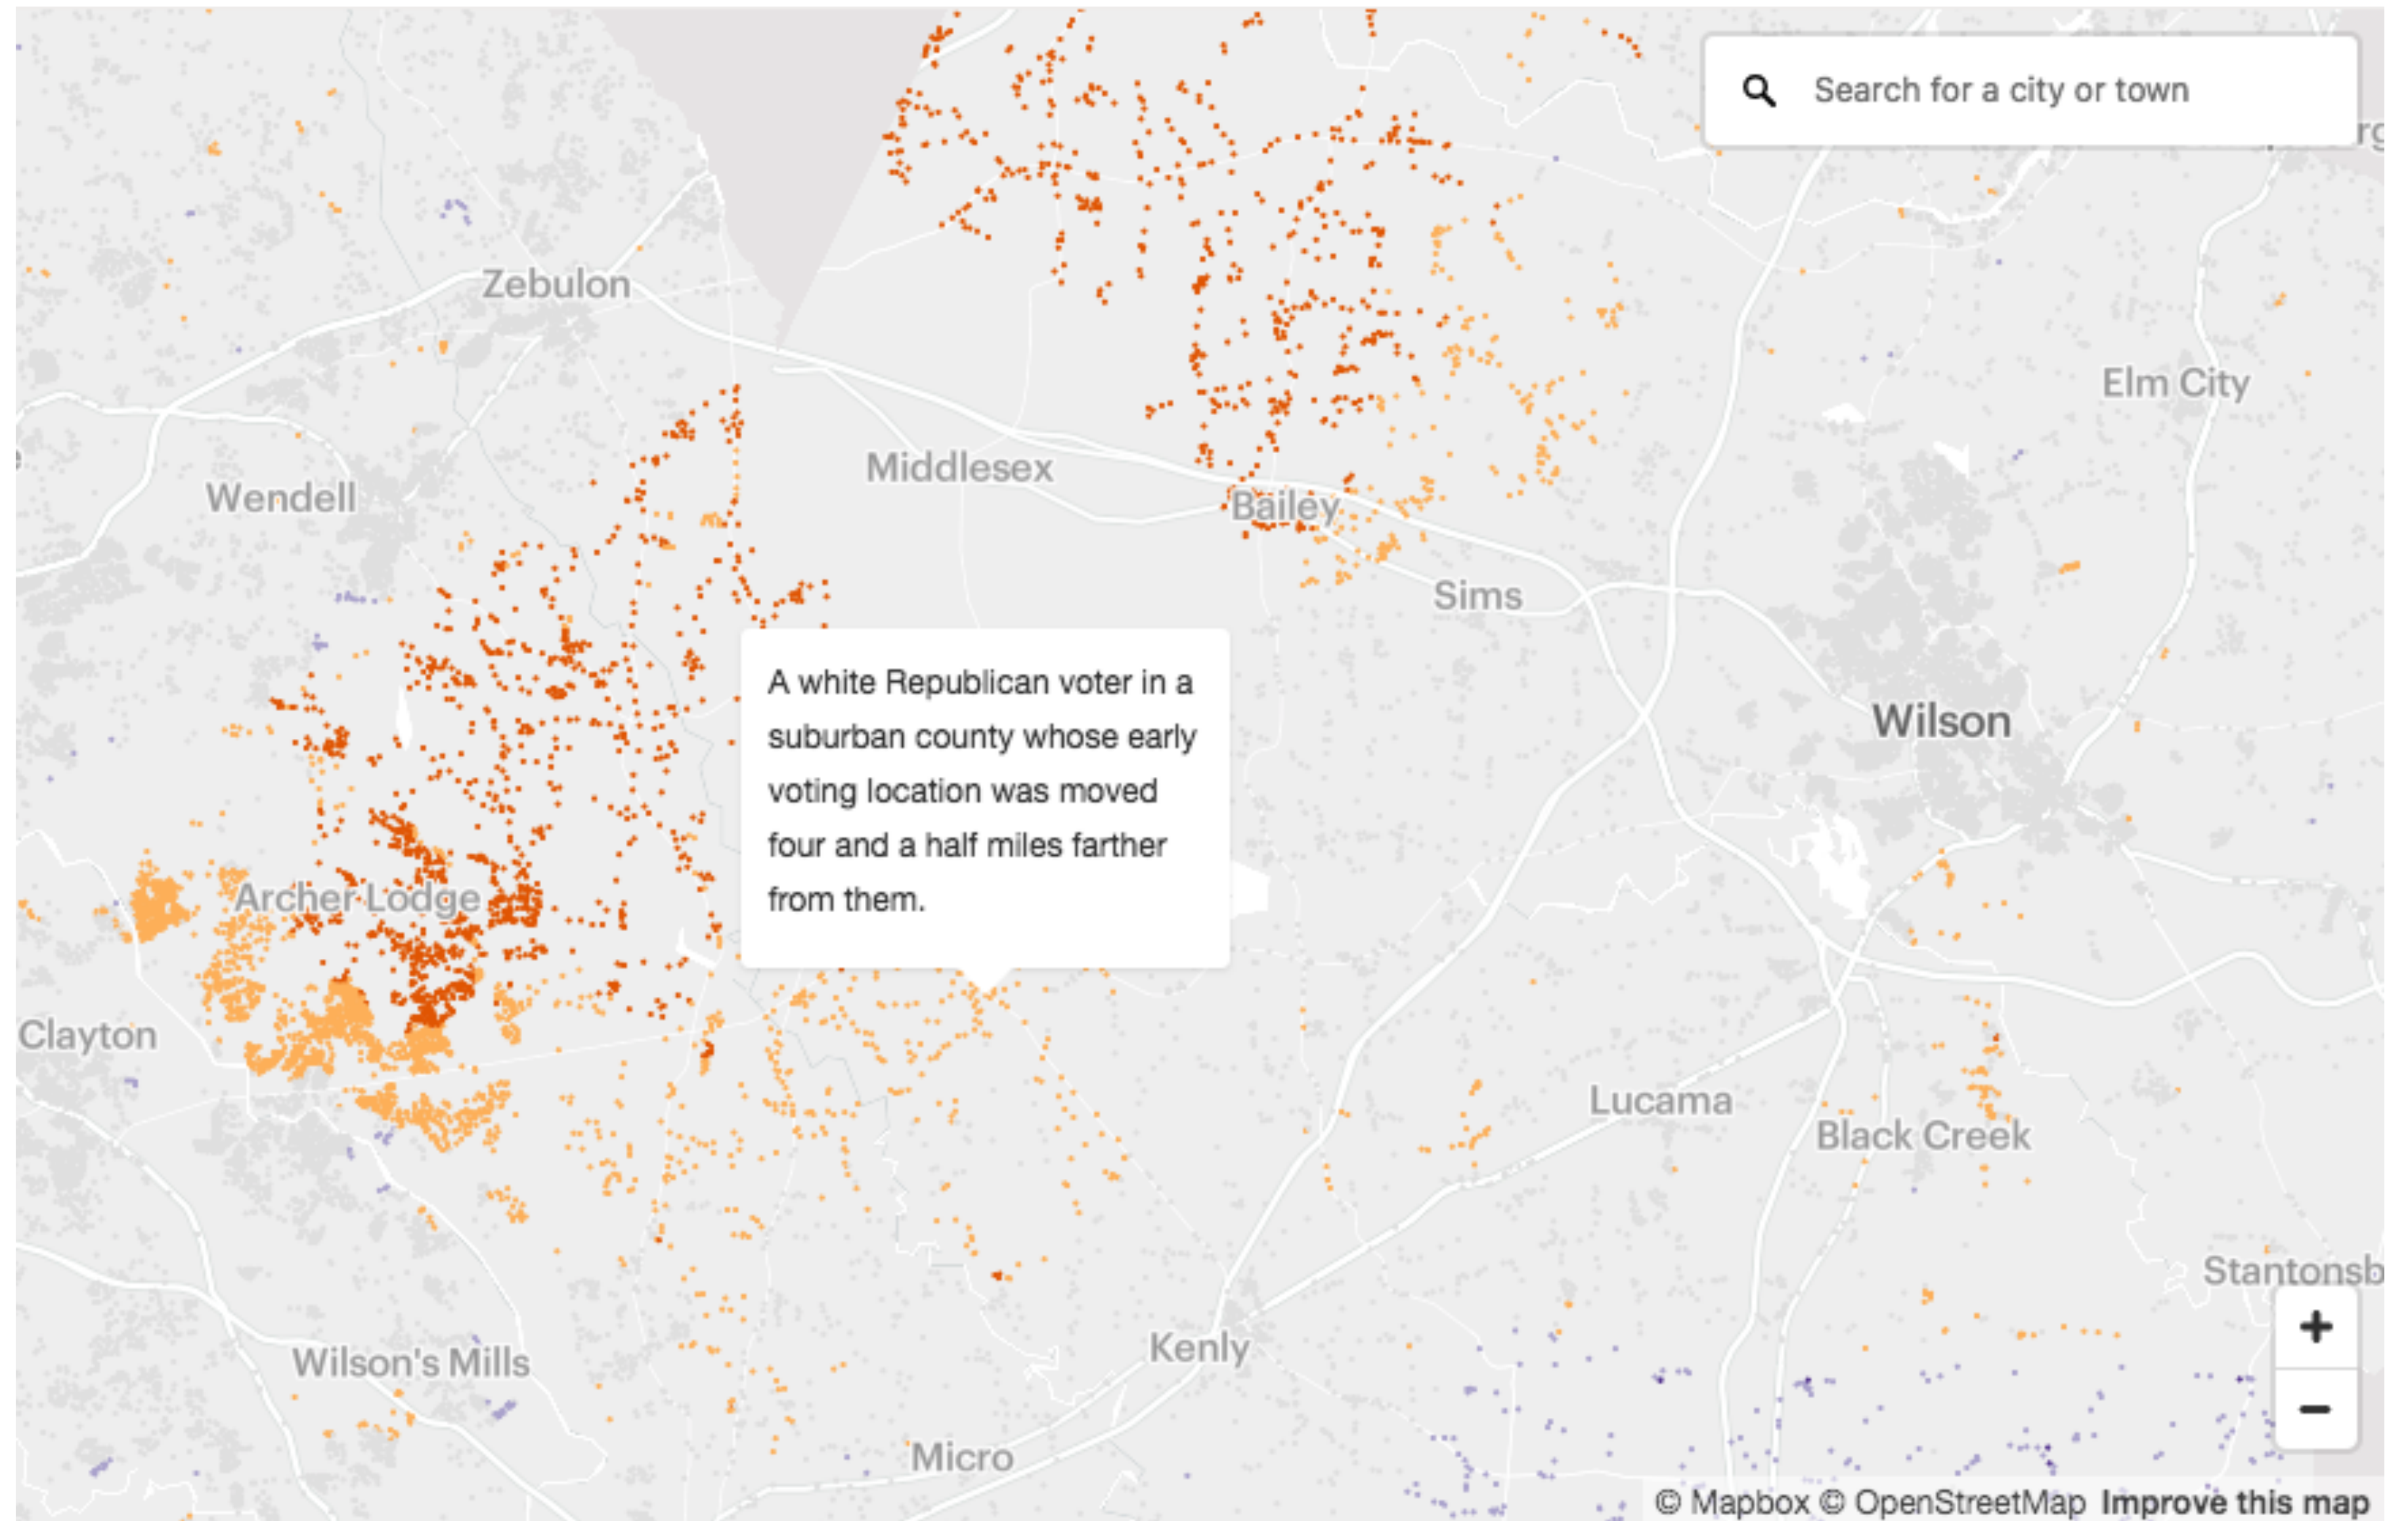 Search for a city or town
Zebulon
Elm City
Middlesex
Wendell
Bailey
Sims
A white Republican voter in a
suburban county whose early
voting location was moved
four and a half miles farther
from them.
Wilson
Archer Lodge
Clayton
Lucama
Black Creek
Stantonsb
+
Kenly
Wilson's Mills
−
Micro
© Mapbox © OpenStreetMap Improve this map